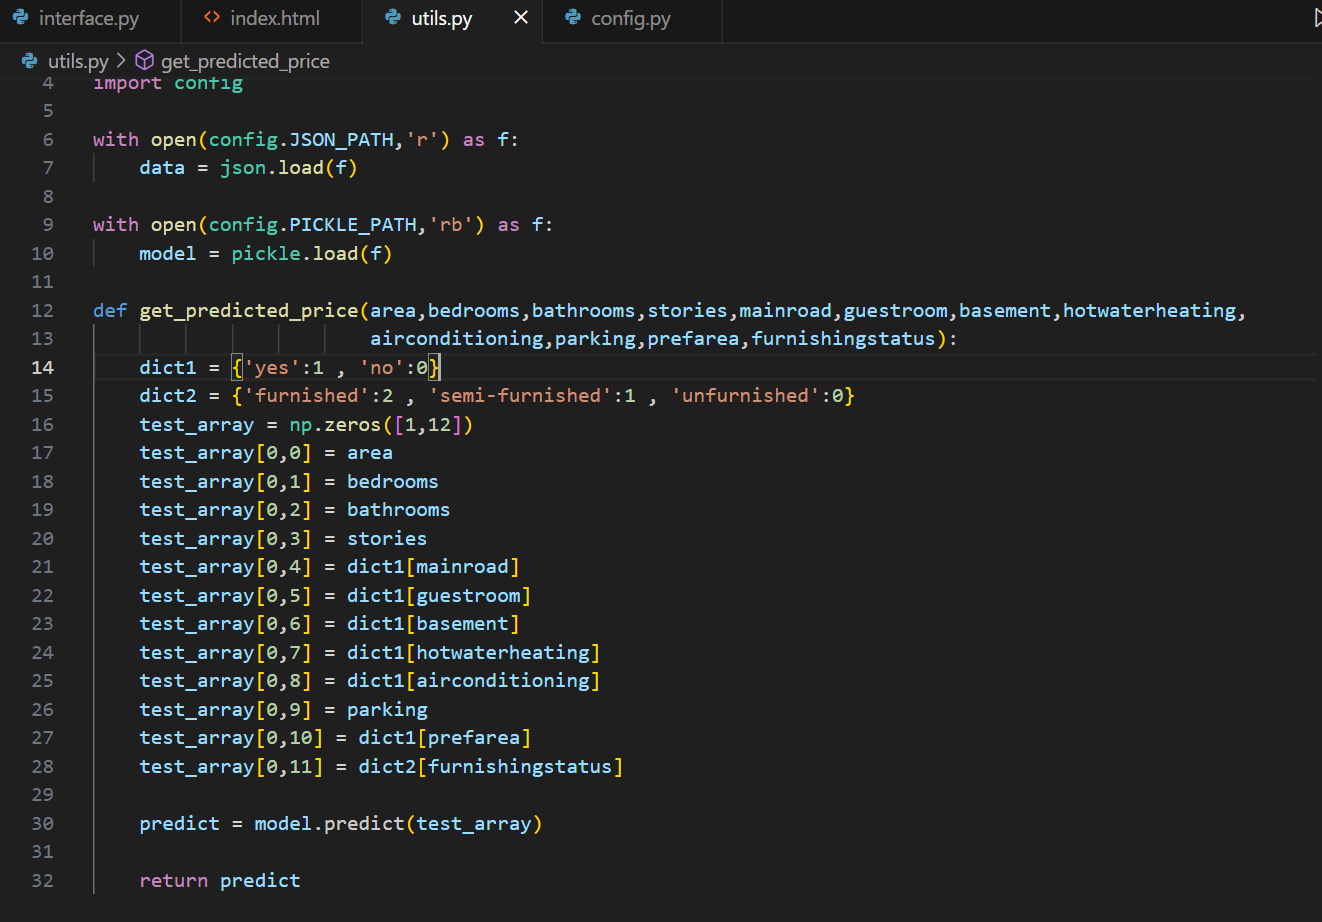 interface.py index.html utils.py config.py
utils.py get_predicted_price
4 import config
5
6 with open(config.JSON_PATH,'r') as f:
7 data = json.load(f)
8
9 with open(config.PICKLE_PATH,'rb') as f:
10 model = pickle.load(f)
11
12 def get_predicted_price(area,bedrooms,bathrooms,stories,mainroad,guestroom,basement,hotwaterheating,
13 airconditioning,parking,prefarea,furnishingstatus):
14 dict1 = {'yes':1 , 'no':0}
15 dict2 = {'furnished':2 , 'semi-furnished':1 , 'unfurnished':0}
16 test_array = np.zeros([1,12])
17 test_array[0,0] = area
18 test_array[0,1] = bedrooms
19 test_array[0,2] = bathrooms
20 test_array[0,3] = stories
21 test_array[0,4] = dict1[mainroad]
22 test_array[0,5] = dict1[guestroom]
23 test_array[0,6] = dict1[basement]
24 test_array[0,7] = dict1[hotwaterheating]
25 test_array[0,8] = dict1[airconditioning]
26 test_array[0,9] = parking
27 test_array[0,10] = dict1[prefarea]
28 test_array[0,11] = dict2[furnishingstatus]
29
30 predict = model.predict(test_array)
31
32 return predict